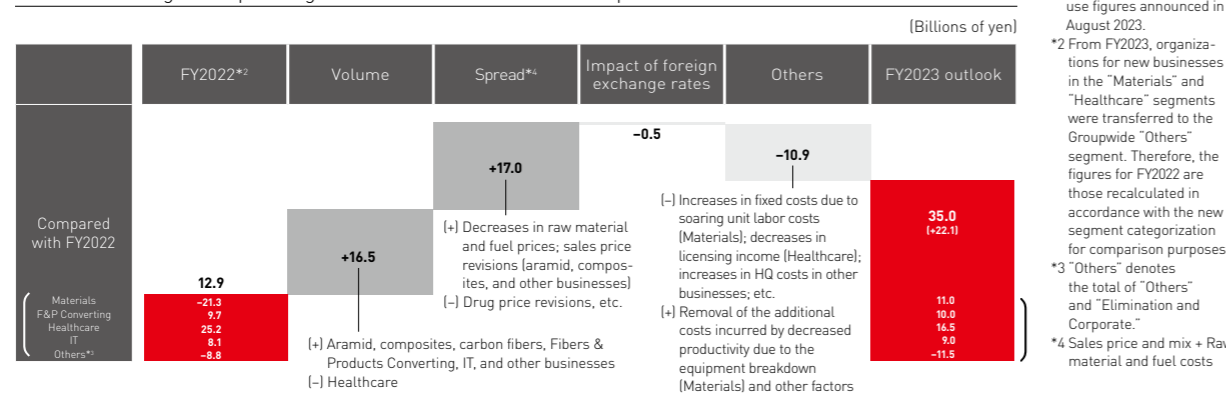 (Billions of yen)
FY2022*2
Volume
Spread*4
Impact of foreign
exchange rates
Others
FY2023 outlook
Compared
with FY2022
Materials
F&P Converting
Healthcare
IT
Others*3
12.9
–21.3
9.7
25.2
8.1
–8.8
+16.5
(+) Aramid, composites, carbon fibers, Fibers &
Products Converting, IT, and other businesses
(–) Healthcare
+17.0
(+) Decreases in raw material
and fuel prices; sales price
revisions (aramid, compos-
ites, and other businesses)
(–) Drug price revisions, etc.
–0.5
–10.9
(–) Increases in fixed costs due to
soaring unit labor costs
(Materials); decreases in
licensing income (Healthcare);
increases in HQ costs in other
businesses; etc.
(+) Removal of the additional
costs incurred by decreased
productivity due to the
equipment breakdown
(Materials) and other factors
35.0
(+22.1)
11.0
10.0
16.5
9.0
–11.5
use figures announced in
August 2023.
*2 From FY2023, organiza-
tions for new businesses
in the “Materials” and
“Healthcare” segments
were transferred to the
Groupwide “Others”
segment. Therefore, the
figures for FY2022 are
those recalculated in
accordance with the new
segment categorization
for comparison purposes
*3 “Others” denotes
the total of “Others”
and “Elimination and
Corporate.”
*4 Sales price and mix + Raw
material and fuel costs